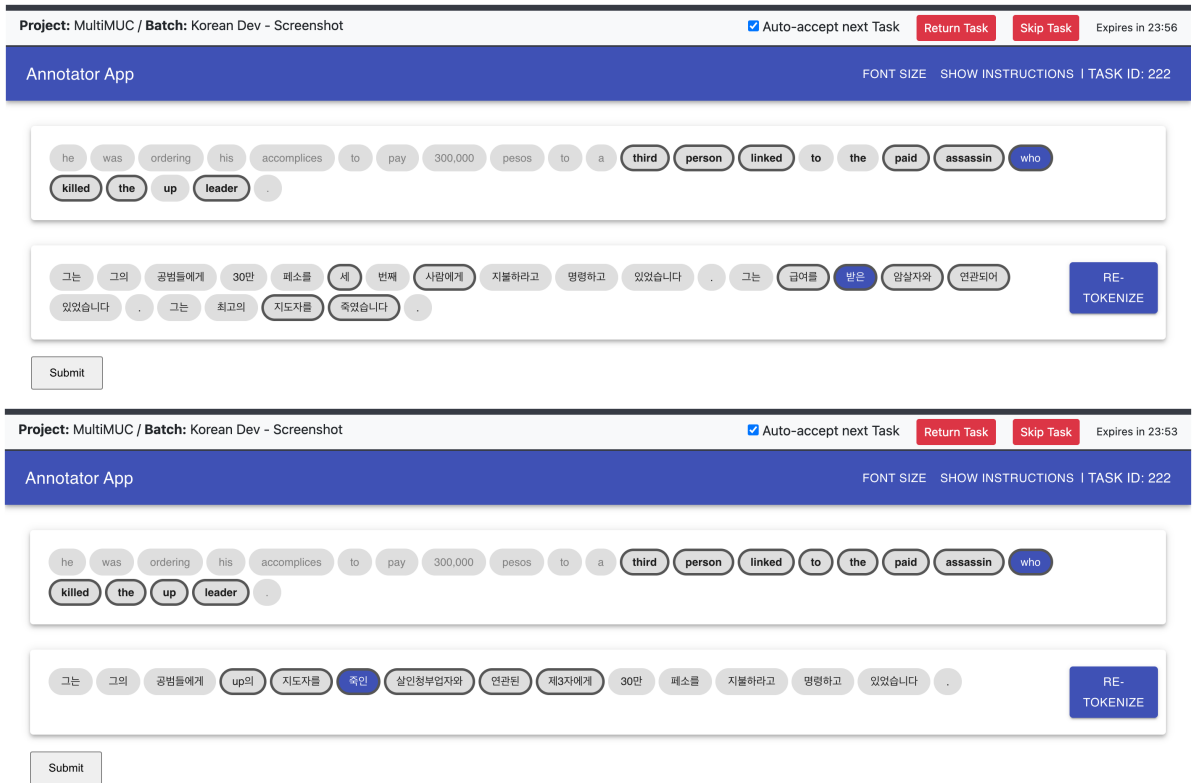 Project: MultiMUC / Batch: Korean Dev - Screenshot Auto-accept next Task Return Task Skip Task Expires in 23:56
Annotator App FONT SIZE SHOW INSTRUCTIONS | TASK ID: 222
he was ordering his accomplices to pay 300,000 pesos to a third person linked to the paid assassin who
killed the up leader .
그는 그의 공범들에게 30만 페소를 세 번째 사람에게 지불하라고 명령하고 있었습니다 . 그는 급여를 받은 암살자와 연관되어
있었습니다 . 그는 최고의 지도자를 죽였습니다 .
RE-
TOKENIZE
Submit
Project: MultiMUC / Batch: Korean Dev - Screenshot Auto-accept next Task Return Task Skip Task Expires in 23:53
Annotator App FONT SIZE SHOW INSTRUCTIONS | TASK ID: 222
he was ordering his accomplices to pay 300,000 pesos to a third person linked to the paid assassin who
killed the up leader .
그는 그의 공범들에게 up의 지도자를 죽인 살인청부업자와 연관된 제3자에게 30만 페소를 지불하라고 명령하고 있었습니다 .
RE-
TOKENIZE
Submit